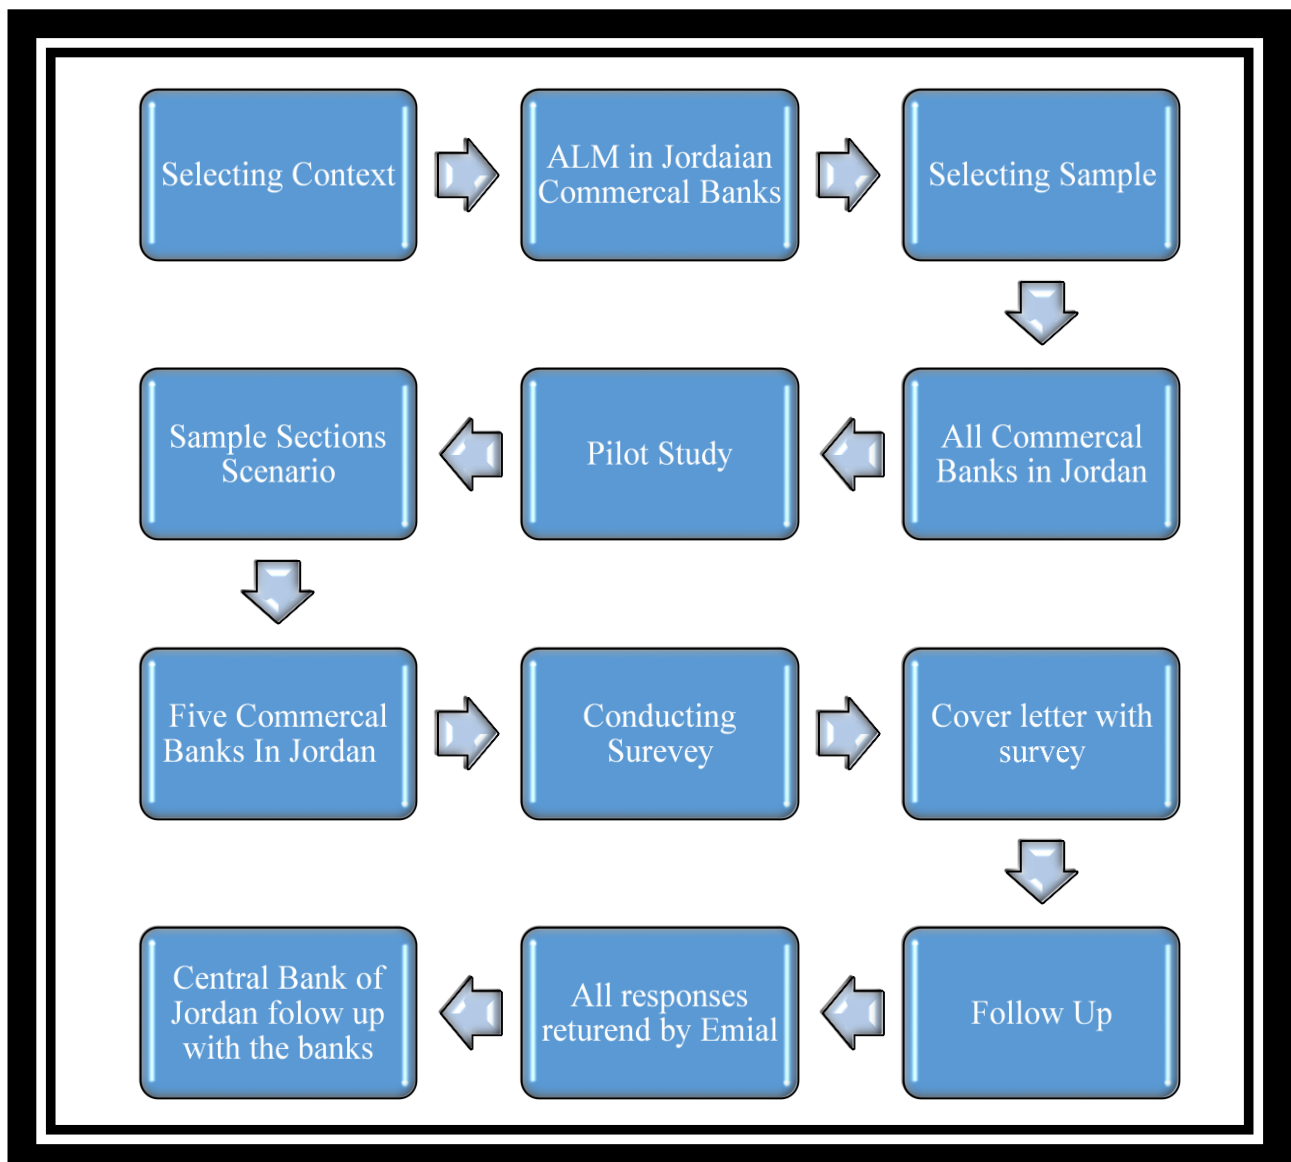 Selecting Context
ALM in Jordaian
Commercal Banks
Selecting Sample
All Commercal
Banks in Jordan
Pilot Study
Sample Sections
Scenario
Five Commercal
Banks In Jordan
Conducting
Surevey
Cover letter with
survey
Follow Up
All responses
returend by Emial
Central Bank of
Jordan folow up
with the banks